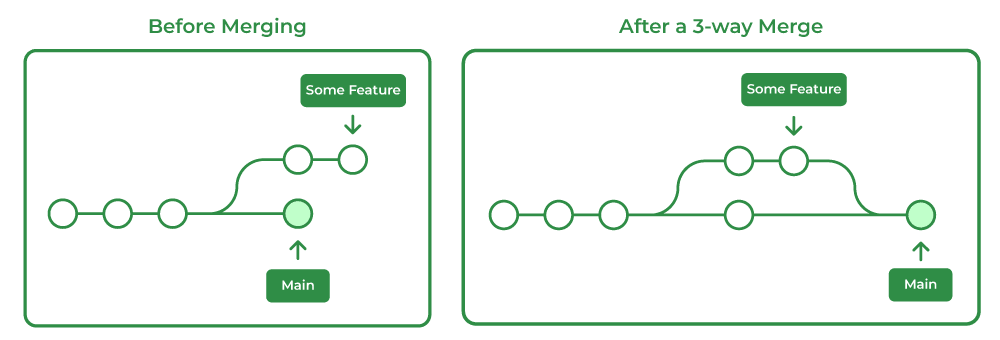 Before Merging
Some Feature
Main
After a 3-way Merge
Some Feature
Main